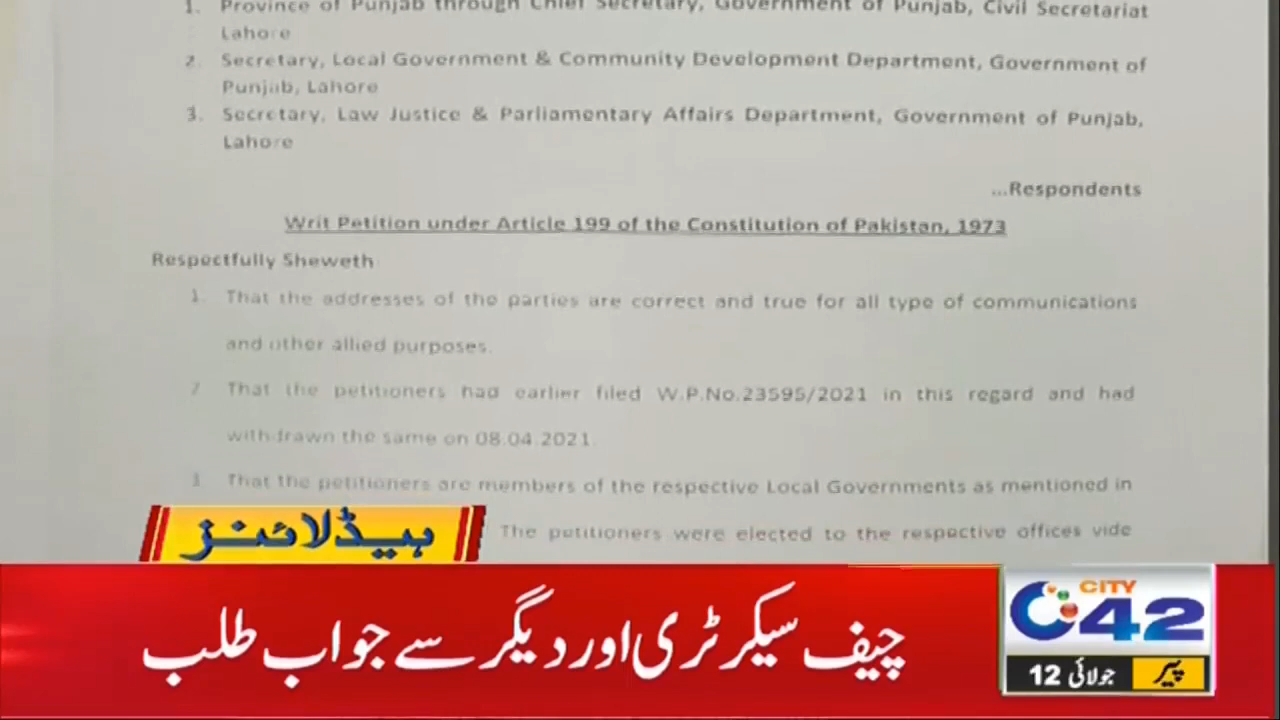 1. Province of Punjab through Chief Secretary, Government of Punjab, Civil Secretariat
Lahore
2. Secretary, Local Government & Community Development Department, Government of
Punjab, Lahore
3. Secretary, Law Justice & Parliamentary Affairs Department, Government of Punjab,
Lahore
...Respondents
Writ Petition under Article 199 of the Constitution of Pakistan, 1973
Respectfully Sheweth
1. That the addresses of the parties are correct and true for all type of communications
and other allied purposes.
2. That the petitioners had earlier filed W.P.No.23595/2021 in this regard and had
withdrawn the same on 08.04.2021.
3. That the petitioners are members of the respective Local Governments as mentioned in
The petitioners were elected to the respective offices vide
ہیڈلائنز
چیف سیکرٹری اور دیگر سے جواب طلب
CITY
42
پیر
12 جولائی